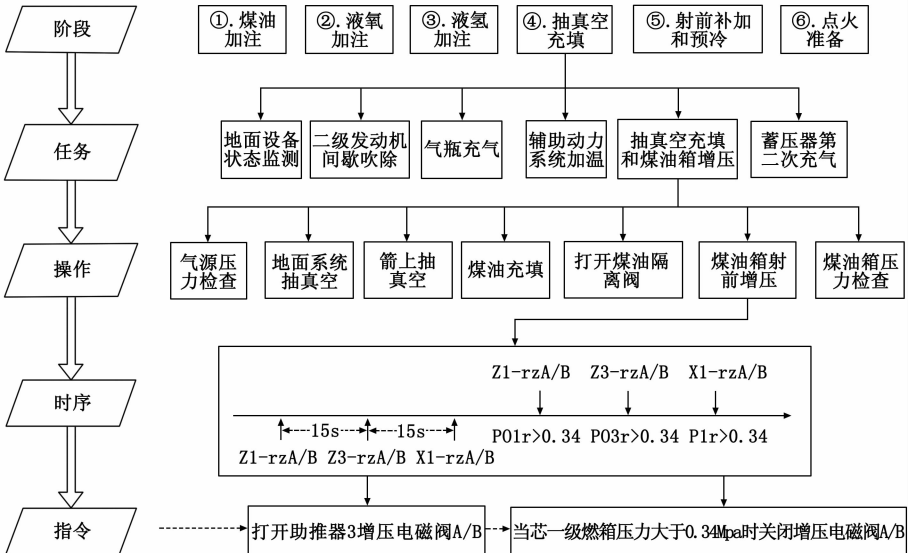 阶段
①. 煤油
加注
②. 液氧
加注
③. 液氢
加注
④. 抽真空
充填
⑤. 射前补加
和预冷
⑥. 点火
准备
任务
地面设备
状态监测
二级发动机
间歇吹除
气瓶充气
辅助动力
系统加温
抽真空充填
和煤油箱增压
蓄压器第
二次充气
操作
气源压
力检查
地面系统
抽真空
箭上抽
真空
煤油充填
打开煤油隔
离阀
煤油箱射
前增压
煤油箱压
力检查
时序
Z1-rzA/B Z3-rzA/B X1-rzA/B
15s 15s
P01r>0.34 P03r>0.34 P1r>0.34
Z1-rzA/B Z3-rzA/B X1-rzA/B
指令
打开助推器3增压电磁阀A/B
当芯一级燃箱压力大于0.34Mpa时关闭增压电磁阀A/B